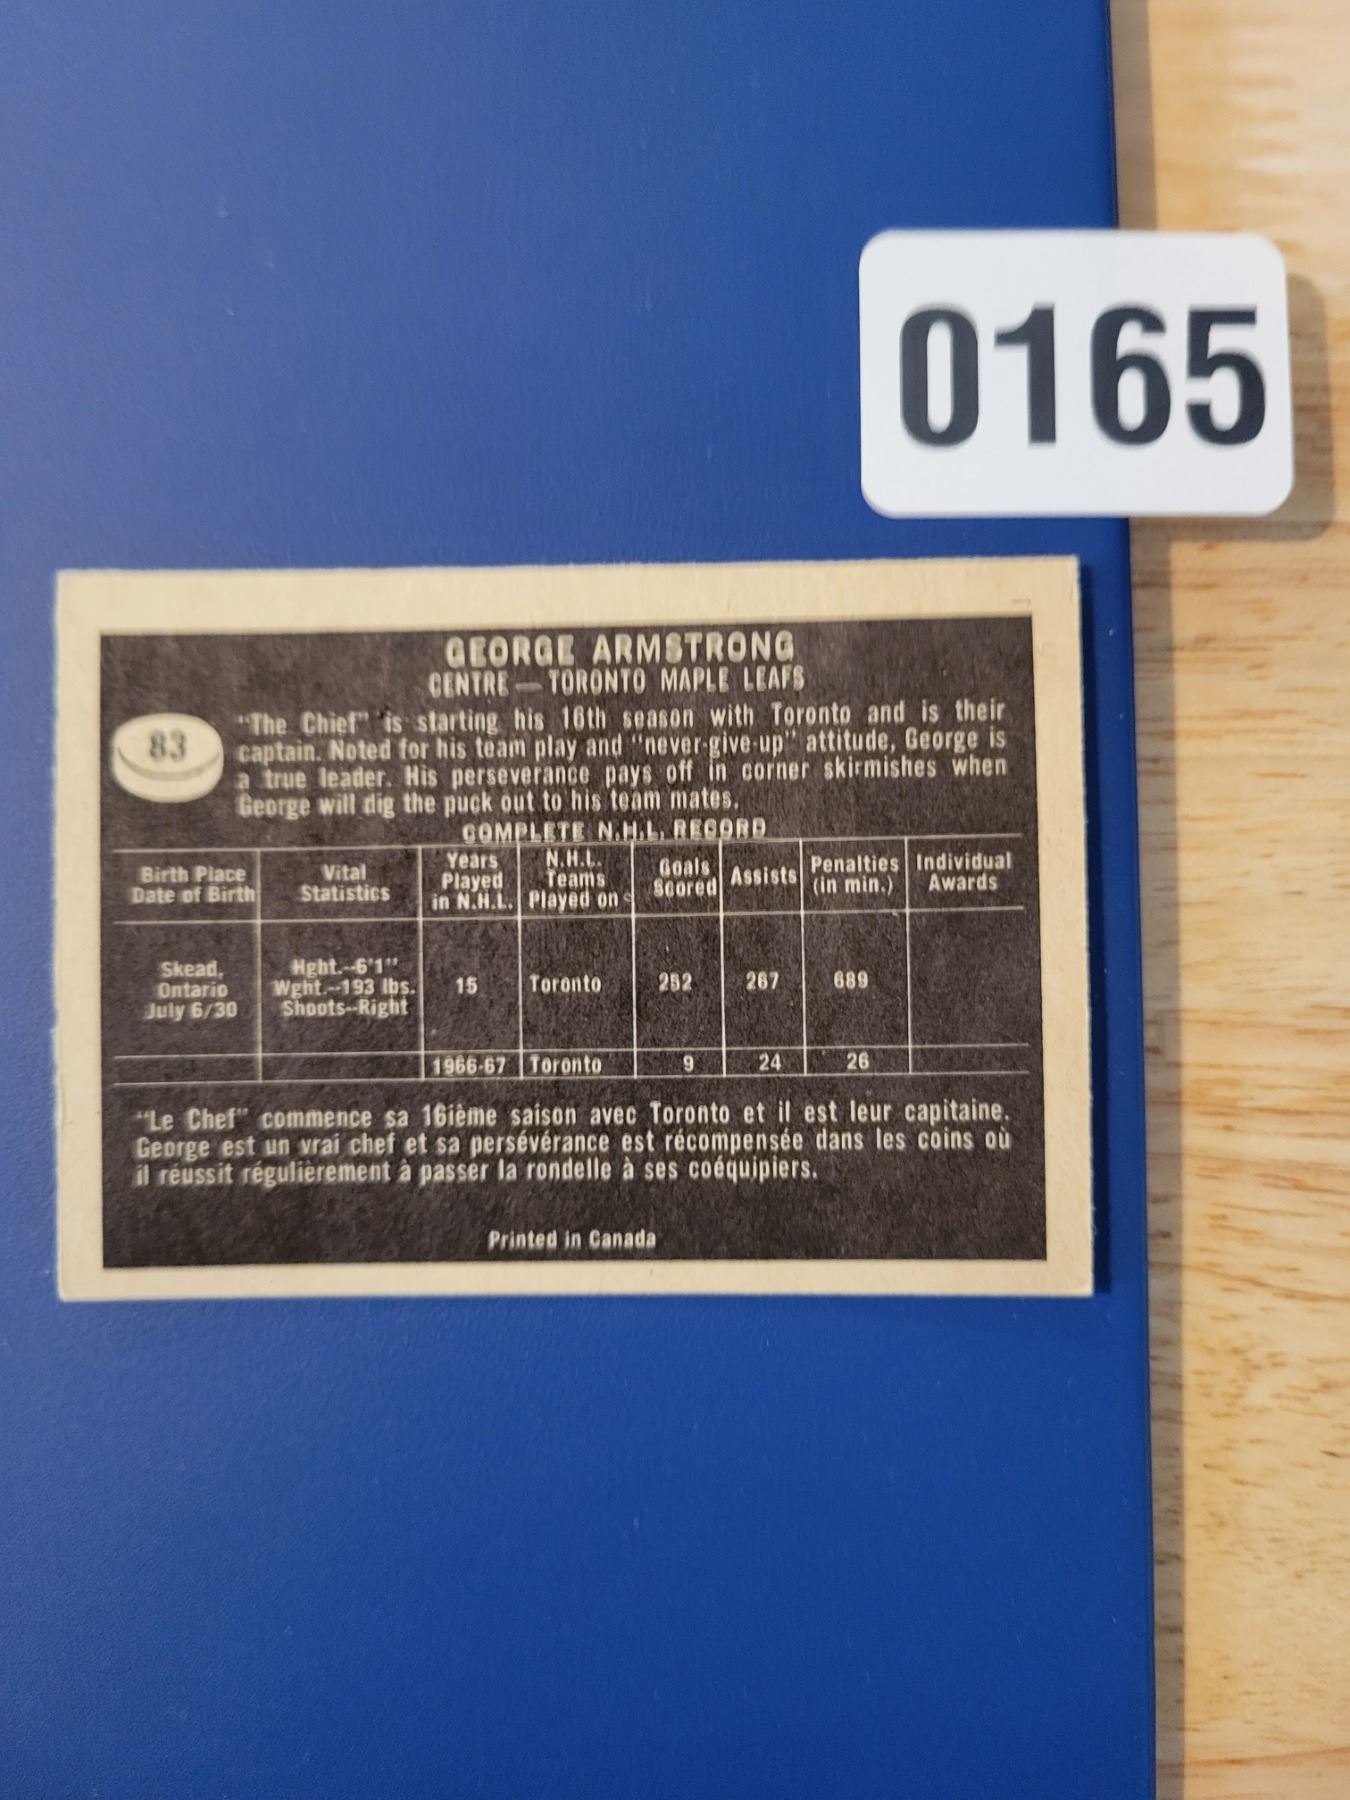 0165
GEORGE ARMSTRONG
CENTRE — TORONTO MAPLE LEAFS
83
"The Chief" is starting his 16th season with Toronto and is their
captain. Noted for his team play and "never-give-up" attitude, George is
a true leader. His perseverance pays off in corner skirmishes when
George will dig the puck out to his team mates.
COMPLETE N.H.L. RECORD
Birth Place
Date of Birth
Vital
Statistics
Years
Played
in N.H.L.
N.H.L.
Teams
Played on
Goals
Scored
Assists
Penalties
(in min.)
Individual
Awards
Skead,
Ontario
July 6/30
Hght.--6'1"
Wght.--193 lbs.
Shoots--Right
15
Toronto
252
267
689
1966-67
Toronto
9
24
26
"Le Chef" commence sa 16ième saison avec Toronto et il est leur capitaine.
George est un vrai chef et sa persévérance est récompensée dans les coins où
il réussit régulièrement à passer la rondelle à ses coéquipiers.
Printed in Canada